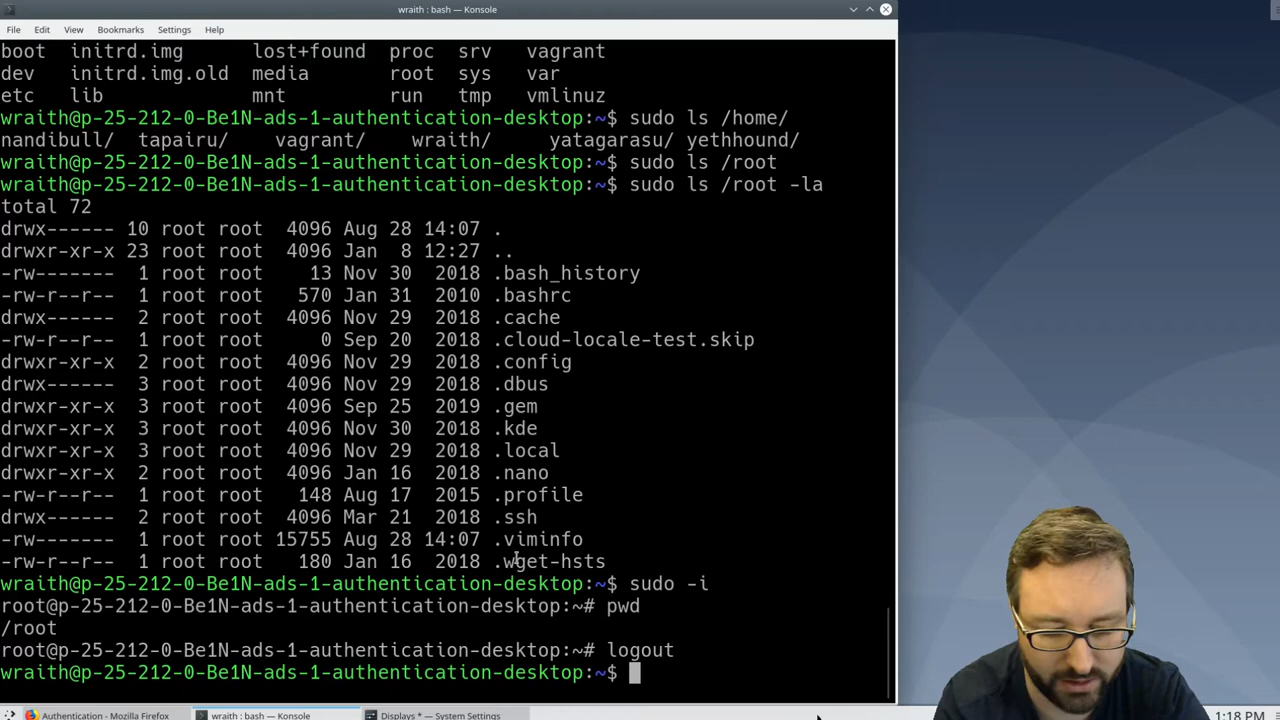 wraith : bash — Konsole
File Edit View Bookmarks Settings Help
boot initrd.img lost+found proc srv vagrant
dev initrd.img.old media root sys var
etc lib mnt run tmp vmlinuz
wraith@p-25-212-0-Be1N-ads-1-authentication-desktop:~$ sudo ls /home/
nandibull/ tapairu/ vagrant/ wraith/ yatagarasu/ yethhound/
wraith@p-25-212-0-Be1N-ads-1-authentication-desktop:~$ sudo ls /root
wraith@p-25-212-0-Be1N-ads-1-authentication-desktop:~$ sudo ls /root -la
total 72
drwx------ 10 root root 4096 Aug 28 14:07 .
drwxr-xr-x 23 root root 4096 Jan 8 12:27 ..
-rw------- 1 root root 13 Nov 30 2018 .bash_history
-rw-r--r-- 1 root root 570 Jan 31 2010 .bashrc
drwx------ 2 root root 4096 Nov 29 2018 .cache
-rw-r--r-- 1 root root 0 Sep 20 2018 .cloud-locale-test.skip
drwxr-xr-x 2 root root 4096 Nov 29 2018 .config
drwx------ 3 root root 4096 Nov 29 2018 .dbus
drwxr-xr-x 3 root root 4096 Sep 25 2019 .gem
drwxr-xr-x 3 root root 4096 Nov 30 2018 .kde
drwxr-xr-x 3 root root 4096 Nov 29 2018 .local
drwxr-xr-x 2 root root 4096 Jan 16 2018 .nano
-rw-r--r-- 1 root root 148 Aug 17 2015 .profile
drwx------ 2 root root 4096 Mar 21 2018 .ssh
-rw------- 1 root root 15755 Aug 28 14:07 .viminfo
-rw-r--r-- 1 root root 180 Jan 16 2018 .wget-hsts
wraith@p-25-212-0-Be1N-ads-1-authentication-desktop:~$ sudo -i
root@p-25-212-0-Be1N-ads-1-authentication-desktop:~# pwd
/root
root@p-25-212-0-Be1N-ads-1-authentication-desktop:~# logout
wraith@p-25-212-0-Be1N-ads-1-authentication-desktop:~$
Authentication - Mozilla Firefox wraith : bash — Konsole Displays * — System Settings 1:18 PM